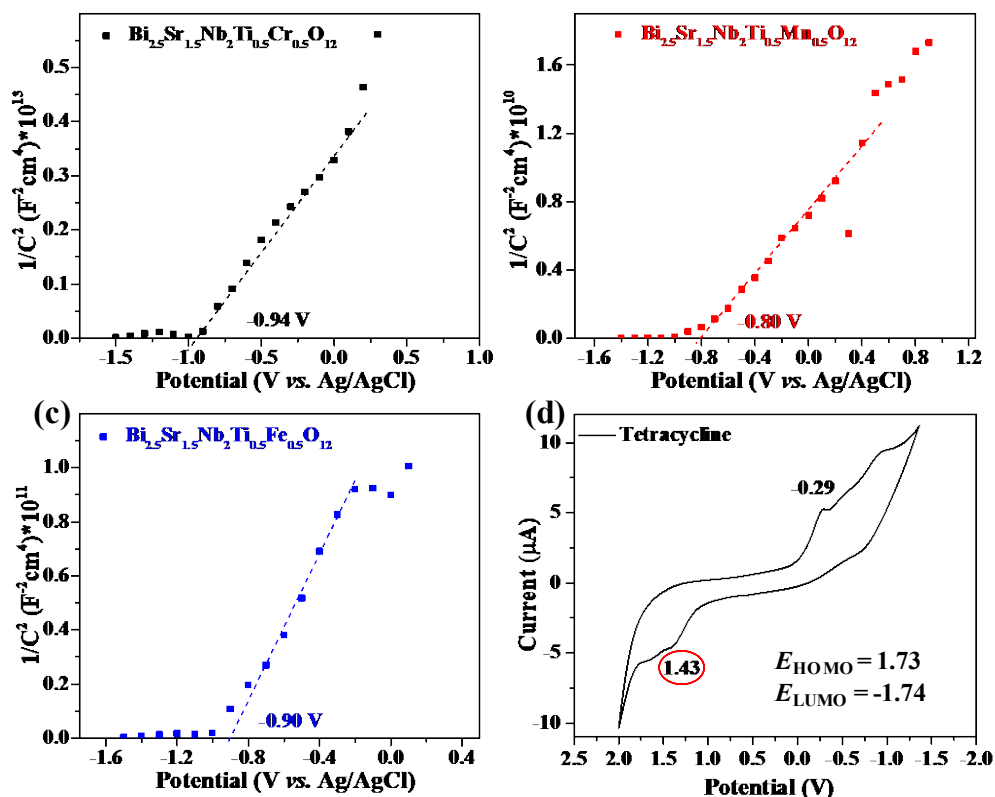 Bi2.5Sr1.5Nb2Ti0.5Cr0.5O12
1/C2 (F-2cm4)*1013
0.5
0.4
0.3
0.2
0.1
0.0
-0.94 V
-1.5 -1.0 -0.5 0.0 0.5 1.0
Potential (V vs. Ag/AgCl)
Bi2.5Sr1.5Nb2Ti0.5Mn0.5O12
1/C2 (F-2cm4)*1010
1.6
1.2
0.8
0.4
0.0
-0.80 V
-1.6 -1.2 -0.8 -0.4 0.0 0.4 0.8 1.2
Potential (V vs. Ag/AgCl)
(c)
Bi2.5Sr1.5Nb2Ti0.5Fe0.5O12
1/C2 (F-2cm4)*1011
1.0
0.8
0.6
0.4
0.2
0.0
-0.90 V
-1.6 -1.2 -0.8 -0.4 0.0 0.4
Potential (V vs. Ag/AgCl)
(d)
Tetracycline
Current (μA)
10
5
0
-5
-10
-0.29
1.43
EHOMO = 1.73
ELUMO = -1.74
2.5 2.0 1.5 1.0 0.5 0.0 -0.5 -1.0 -1.5 -2.0
Potential (V)